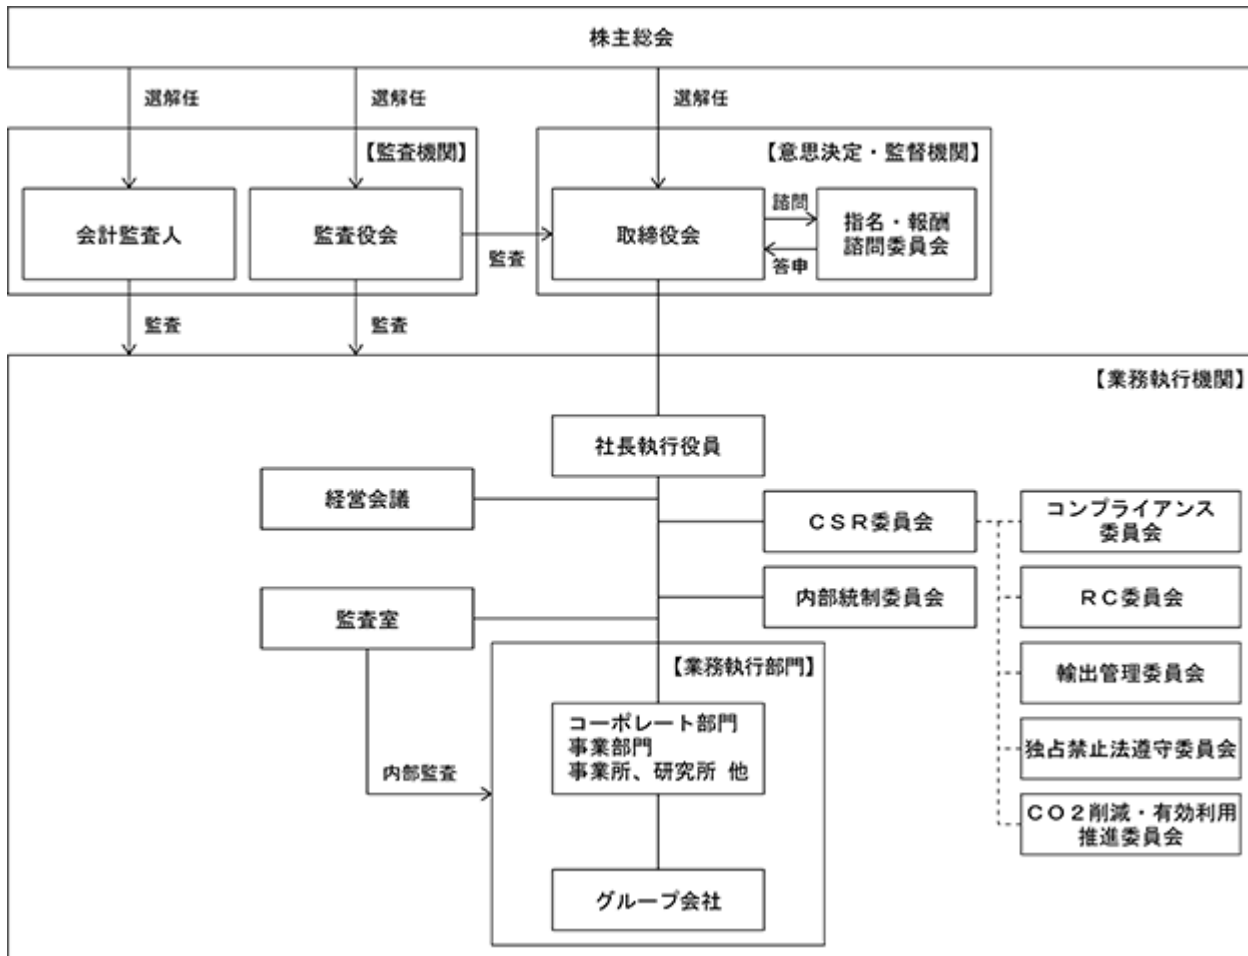 株主総会
選解任
選解任
選解任
【監査機関】
【意思決定・監督機関】
会計監査人
監査役会
監査
取締役会
諮問
答申
指名・報酬
諮問委員会
監査
監査
【業務執行機関】
社長執行役員
経営会議
CSR委員会
コンプライアンス
委員会
内部統制委員会
RC委員会
監査室
【業務執行部門】
輸出管理委員会
コーポレート部門
事業部門
事業所、研究所 他
独占禁止法遵守委員会
内部監査
CO2削減・有効利用
推進委員会
グループ会社